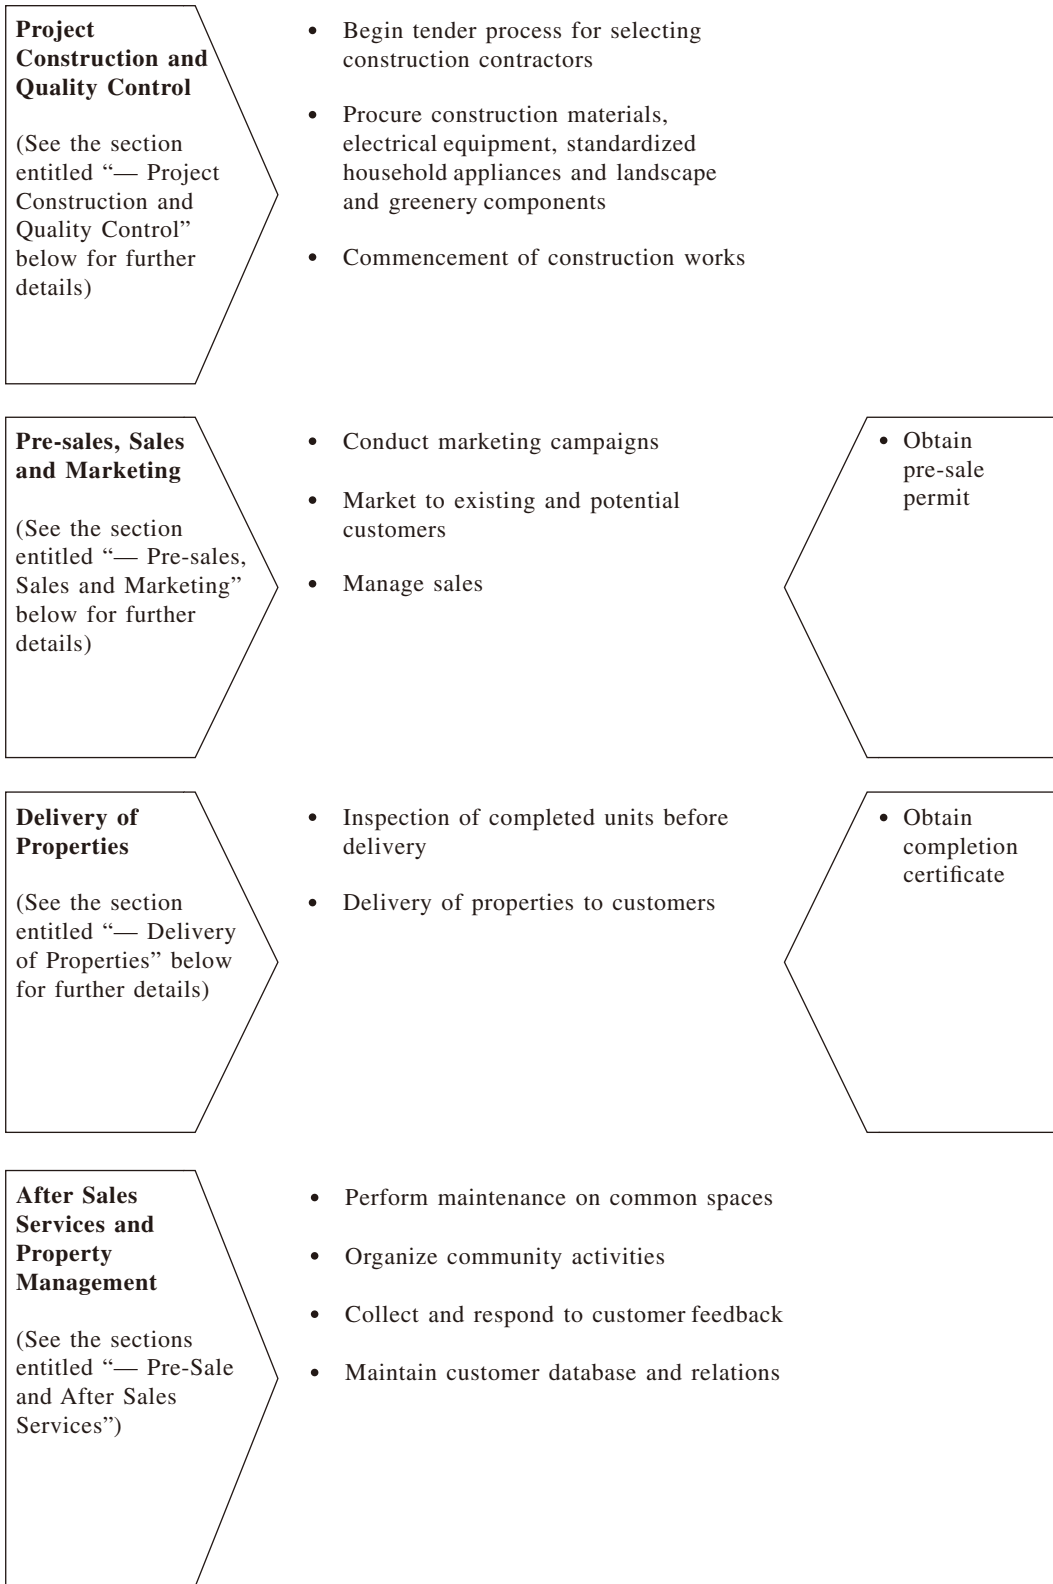 Project
Construction and
Quality Control
(See the section
entitled “— Project
Construction and
Quality Control”
below for further
details)
• Begin tender process for selecting
construction contractors
• Procure construction materials,
electrical equipment, standardized
household appliances and landscape
and greenery components
• Commencement of construction works
Pre-sales, Sales
and Marketing
(See the section
entitled “— Pre-sales,
Sales and Marketing”
below for further
details)
• Conduct marketing campaigns
• Market to existing and potential
customers
• Manage sales
• Obtain
pre-sale
permit
Delivery of
Properties
(See the section
entitled “— Delivery
of Properties” below
for further details)
• Inspection of completed units before
delivery
• Delivery of properties to customers
• Obtain
completion
certificate
After Sales
Services and
Property
Management
(See the sections
entitled “— Pre-Sale
and After Sales
Services”)
• Perform maintenance on common spaces
• Organize community activities
• Collect and respond to customer feedback
• Maintain customer database and relations